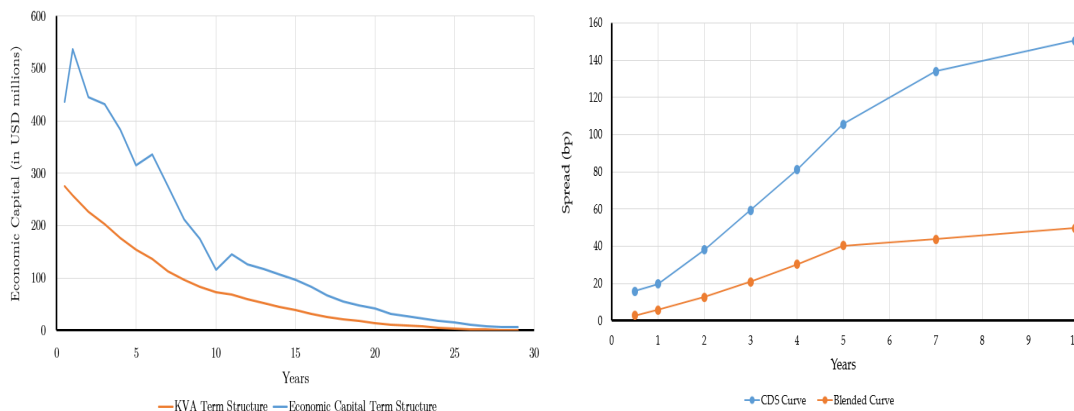 600
500
400
300
200
100
0
Economic Capital (in USD millions)
0 5 10 15 20 25 30
Years
KVA Term Structure Economic Capital Term Structure
160
140
120
100
80
60
40
20
0
Spread (bp)
0 1 2 3 4 5 6 7 8 9 1
Years
CDS Curve Blended Curve